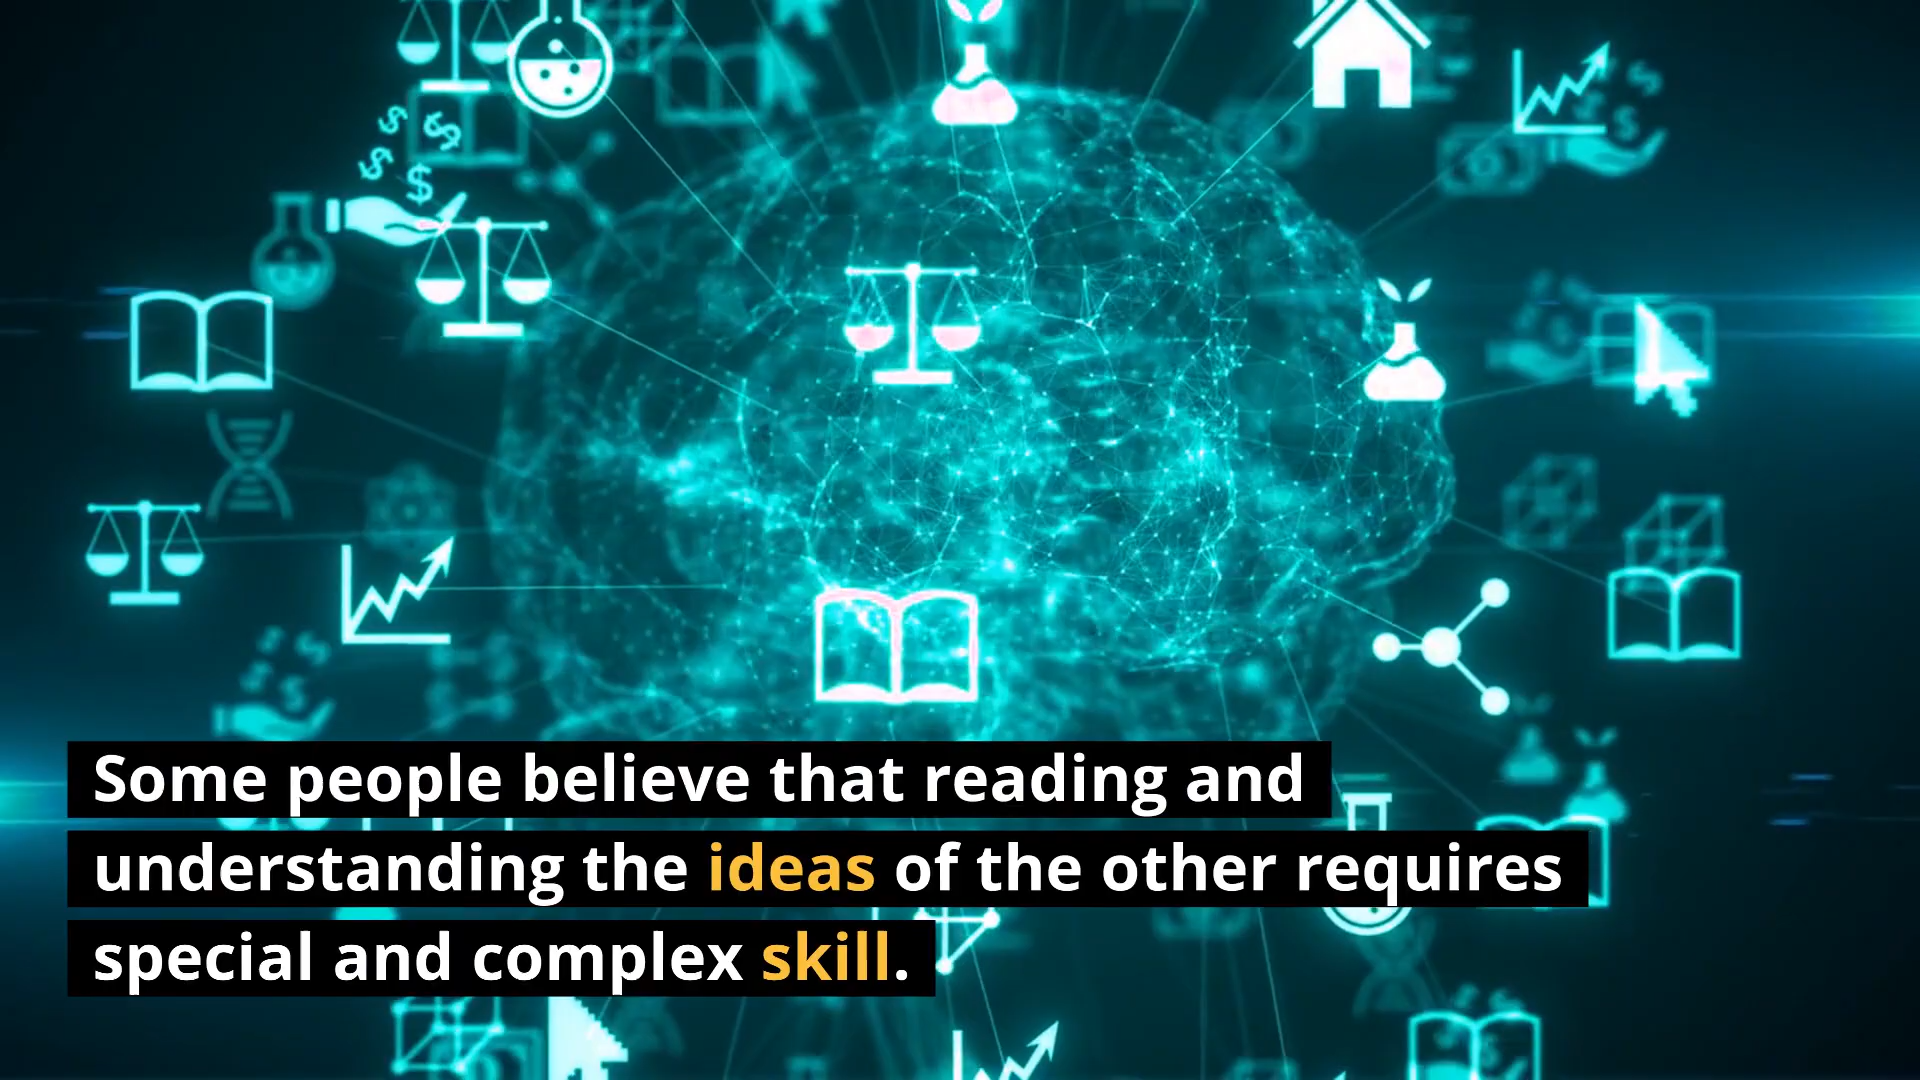 Some people believe that reading and
understanding the ideas of the other requires
special and complex skill.